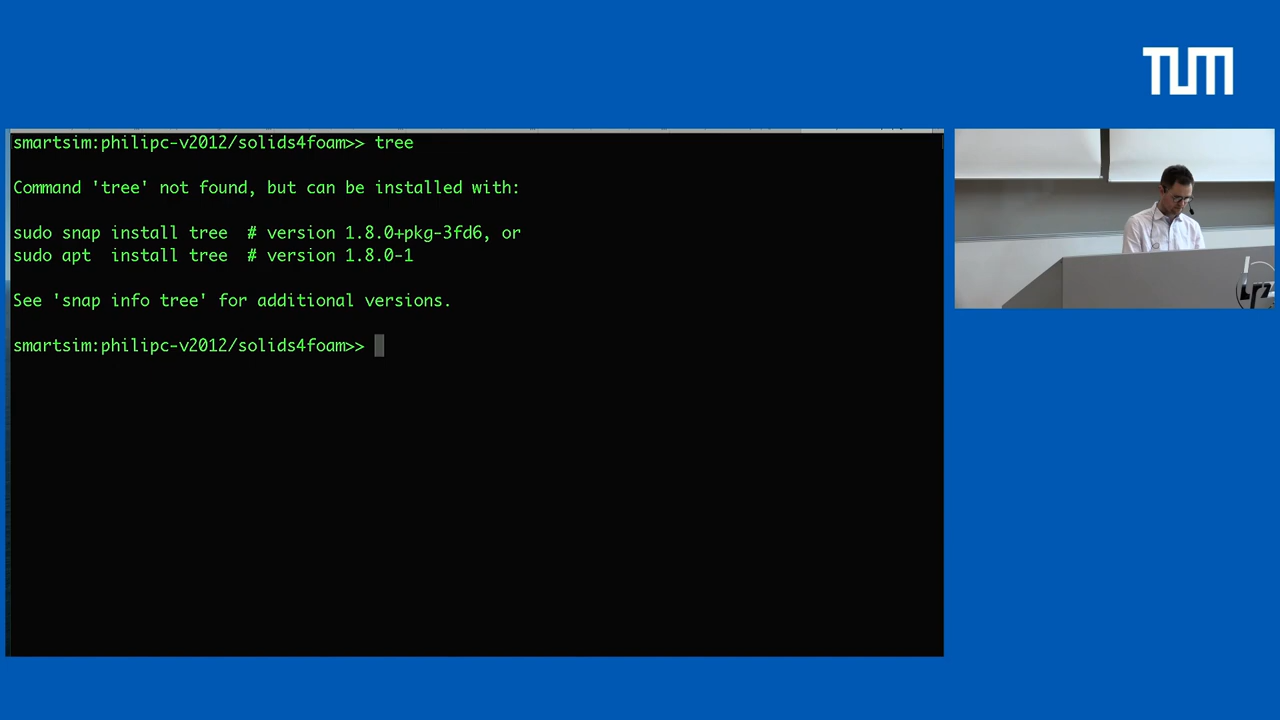 TUM
smartsim:philipc-v2012/solids4foam>> tree
Command 'tree' not found, but can be installed with:
sudo snap install tree  # version 1.8.0+pkg-3fd6, or
sudo apt  install tree  # version 1.8.0-1
See 'snap info tree' for additional versions.
smartsim:philipc-v2012/solids4foam>>